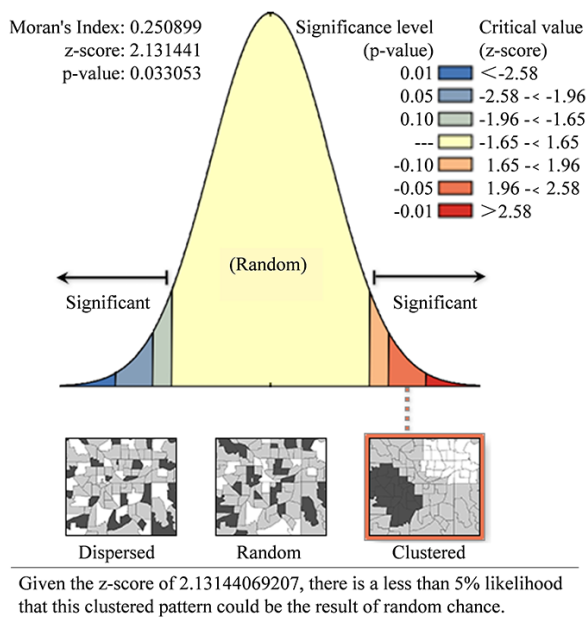 Moran's Index: 0.250899
z-score: 2.131441
p-value: 0.033053
Significance level
(p-value)
Critical value
(z-score)
0.01 <-2.58
0.05 -2.58 -< -1.96
0.10 -1.96 -< -1.65
--- -1.65 -< 1.65
-0.10 1.65 -< 1.96
-0.05 1.96 -< 2.58
-0.01 >2.58
(Random)
Significant
Significant
Dispersed
Random
Clustered
Given the z-score of 2.13144069207, there is a less than 5% likelihood
that this clustered pattern could be the result of random chance.